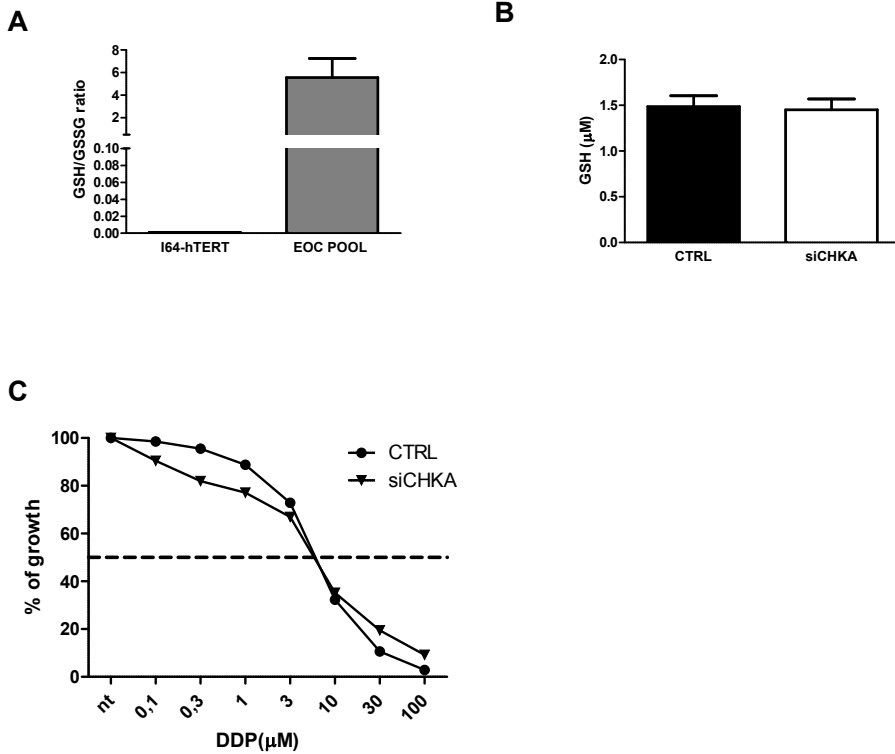 A
GSH/GSSG ratio
8
6
4
2
0.10
0.08
0.06
0.04
0.02
0.00
I64-hTERT
EOC POOL
B
GSH (μM)
2.0
1.5
1.0
0.5
0.0
CTRL
siCHKA
C
% of growth
100
80
60
40
20
0
CTRL
siCHKA
nt
0,1
0,3
1
3
10
30
100
DDP(μM)